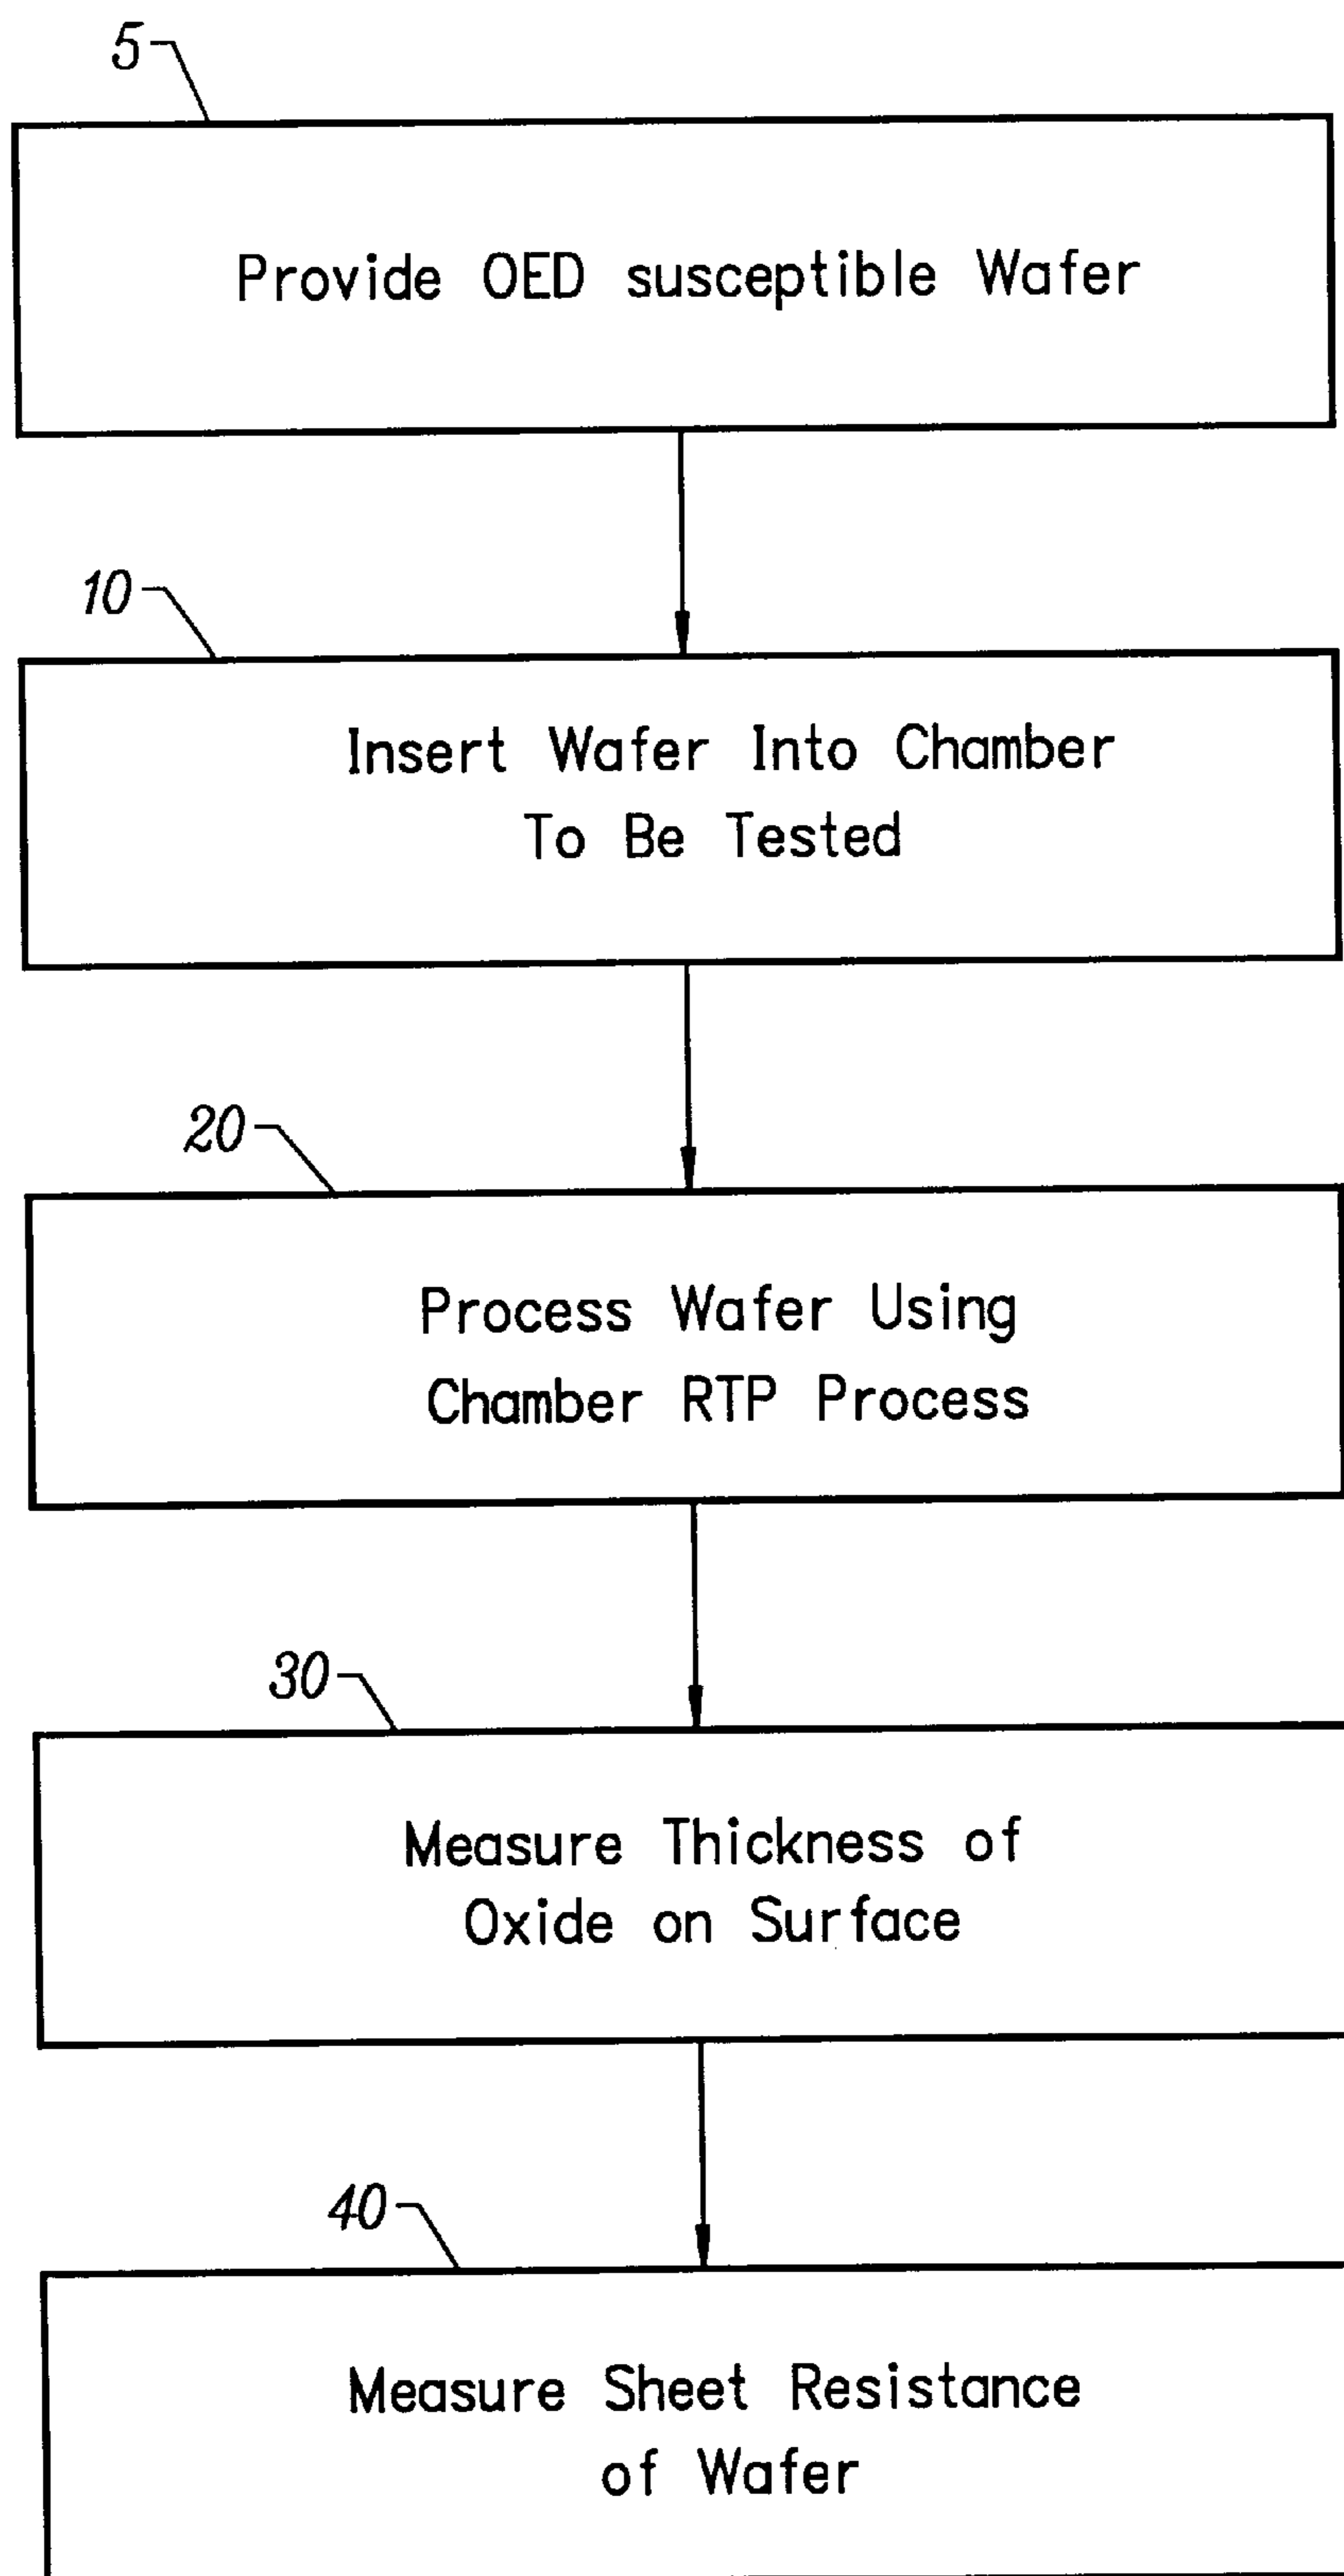 5
Provide OED susceptible Wafer
10
Insert Wafer Into Chamber
To Be Tested
20
Process Wafer Using
Chamber RTP Process
30
Measure Thickness of
Oxide on Surface
40
Measure Sheet Resistance
of Wafer